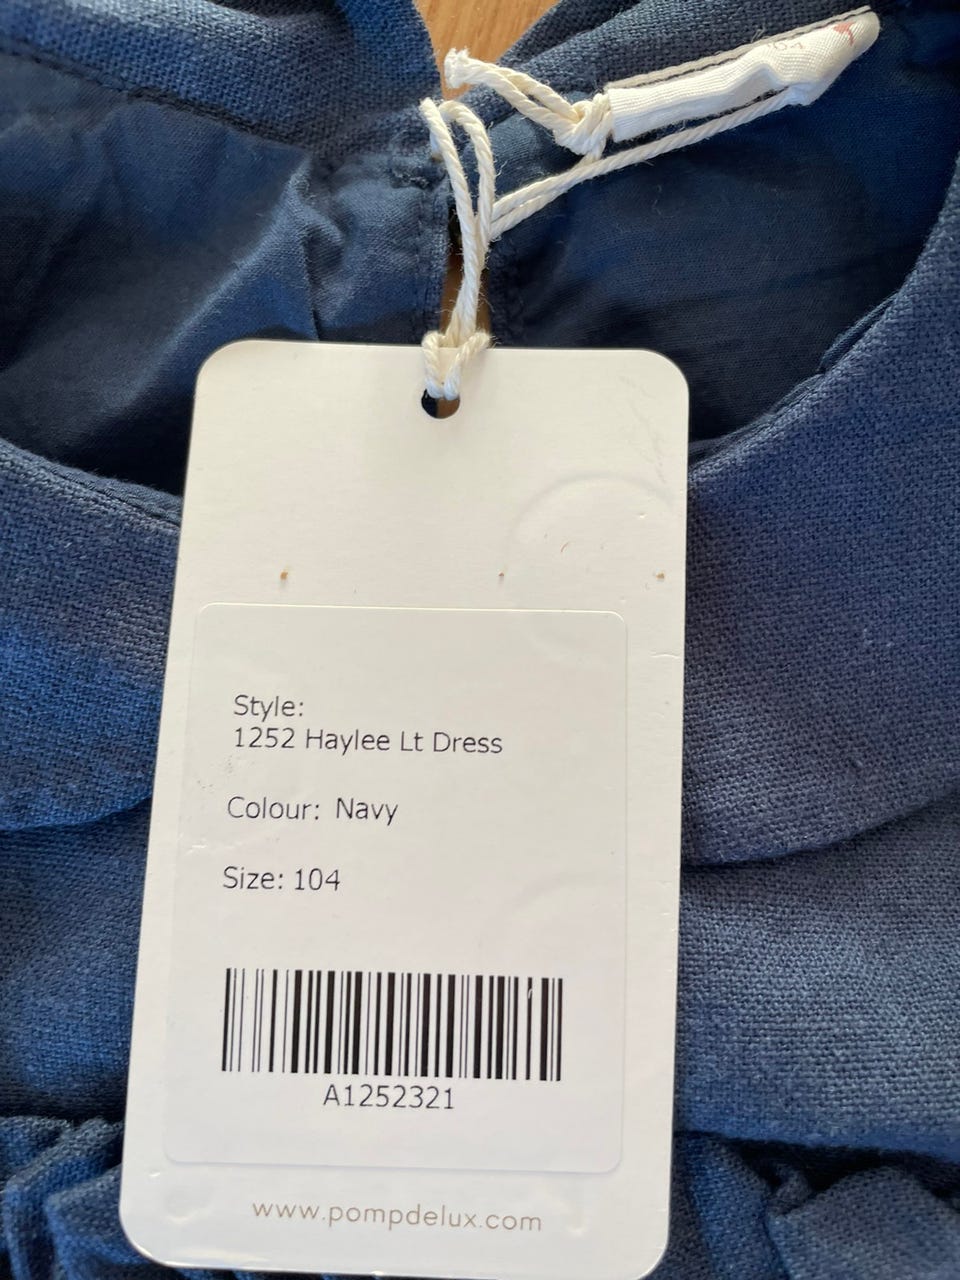 Style:
1252 Haylee Lt Dress
Colour: Navy
Size: 104
A1252321
www.pompdelux.com